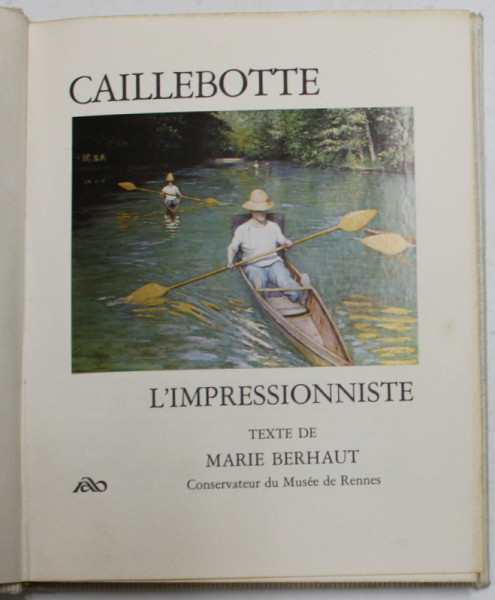 CAILLEBOTTE
L'IMPRESSIONNISTE
TEXTE DE
MARIE BERHAUT
Conservateur du Musée de Rennes